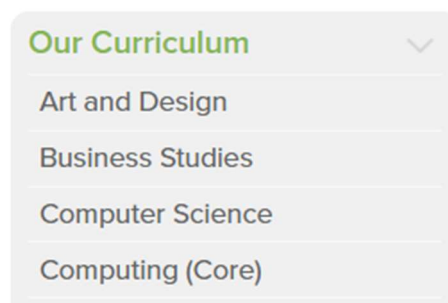 Our Curriculum
Art and Design
Business Studies
Computer Science
Computing (Core)